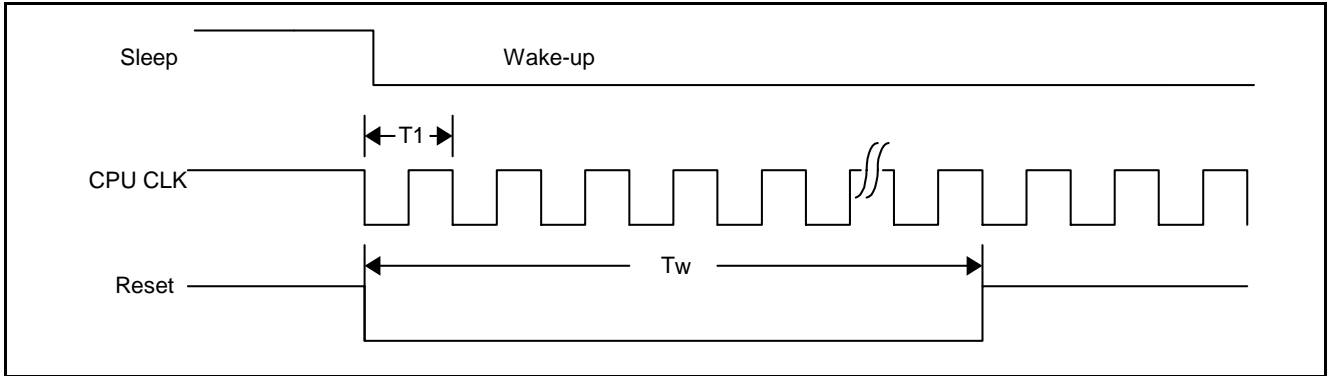 Sleep
Wake-up
T1
CPU CLK
Tw
Reset